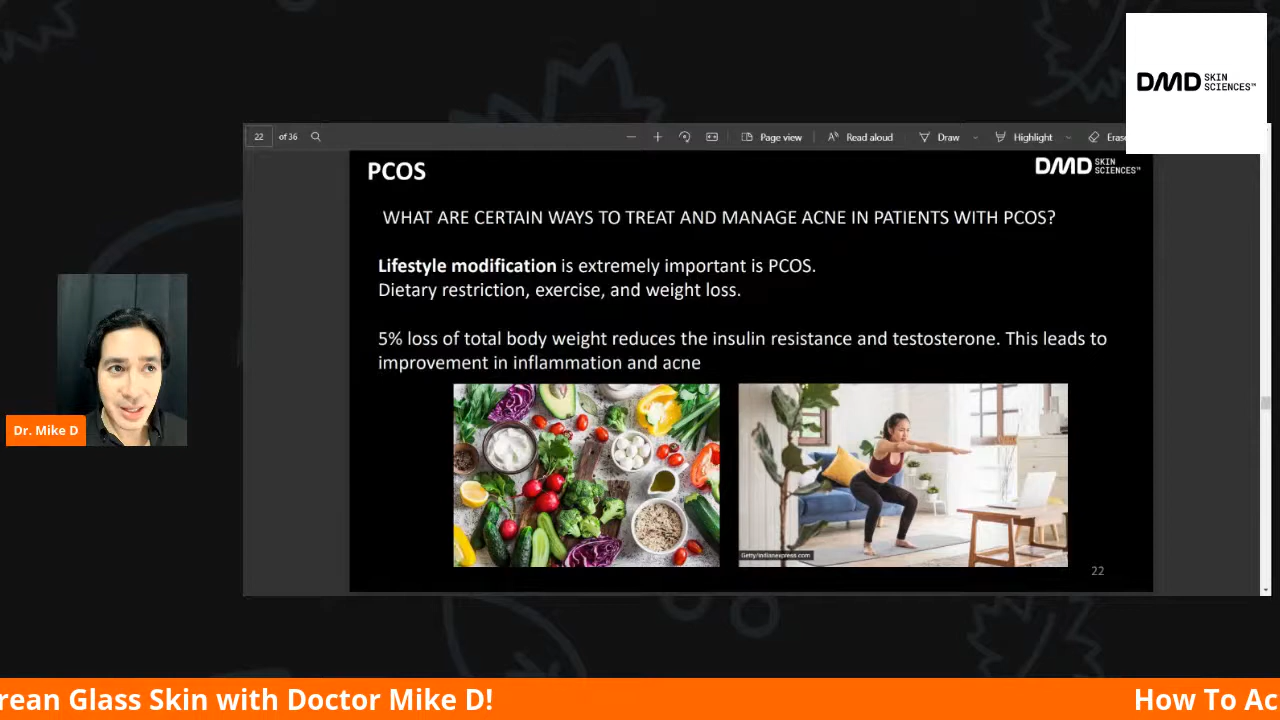 DMD SKIN SCIENCES™
22 of 36
Page view
Read aloud
Draw
Highlight
Eras
PCOS
DMD SKIN SCIENCES™
WHAT ARE CERTAIN WAYS TO TREAT AND MANAGE ACNE IN PATIENTS WITH PCOS?
Lifestyle modification is extremely important is PCOS.
Dietary restriction, exercise, and weight loss.
5% loss of total body weight reduces the insulin resistance and testosterone. This leads to
improvement in inflammation and acne
Getty/indianexpress.com
22
Dr. Mike D
rean Glass Skin with Doctor Mike D!
How To Ac